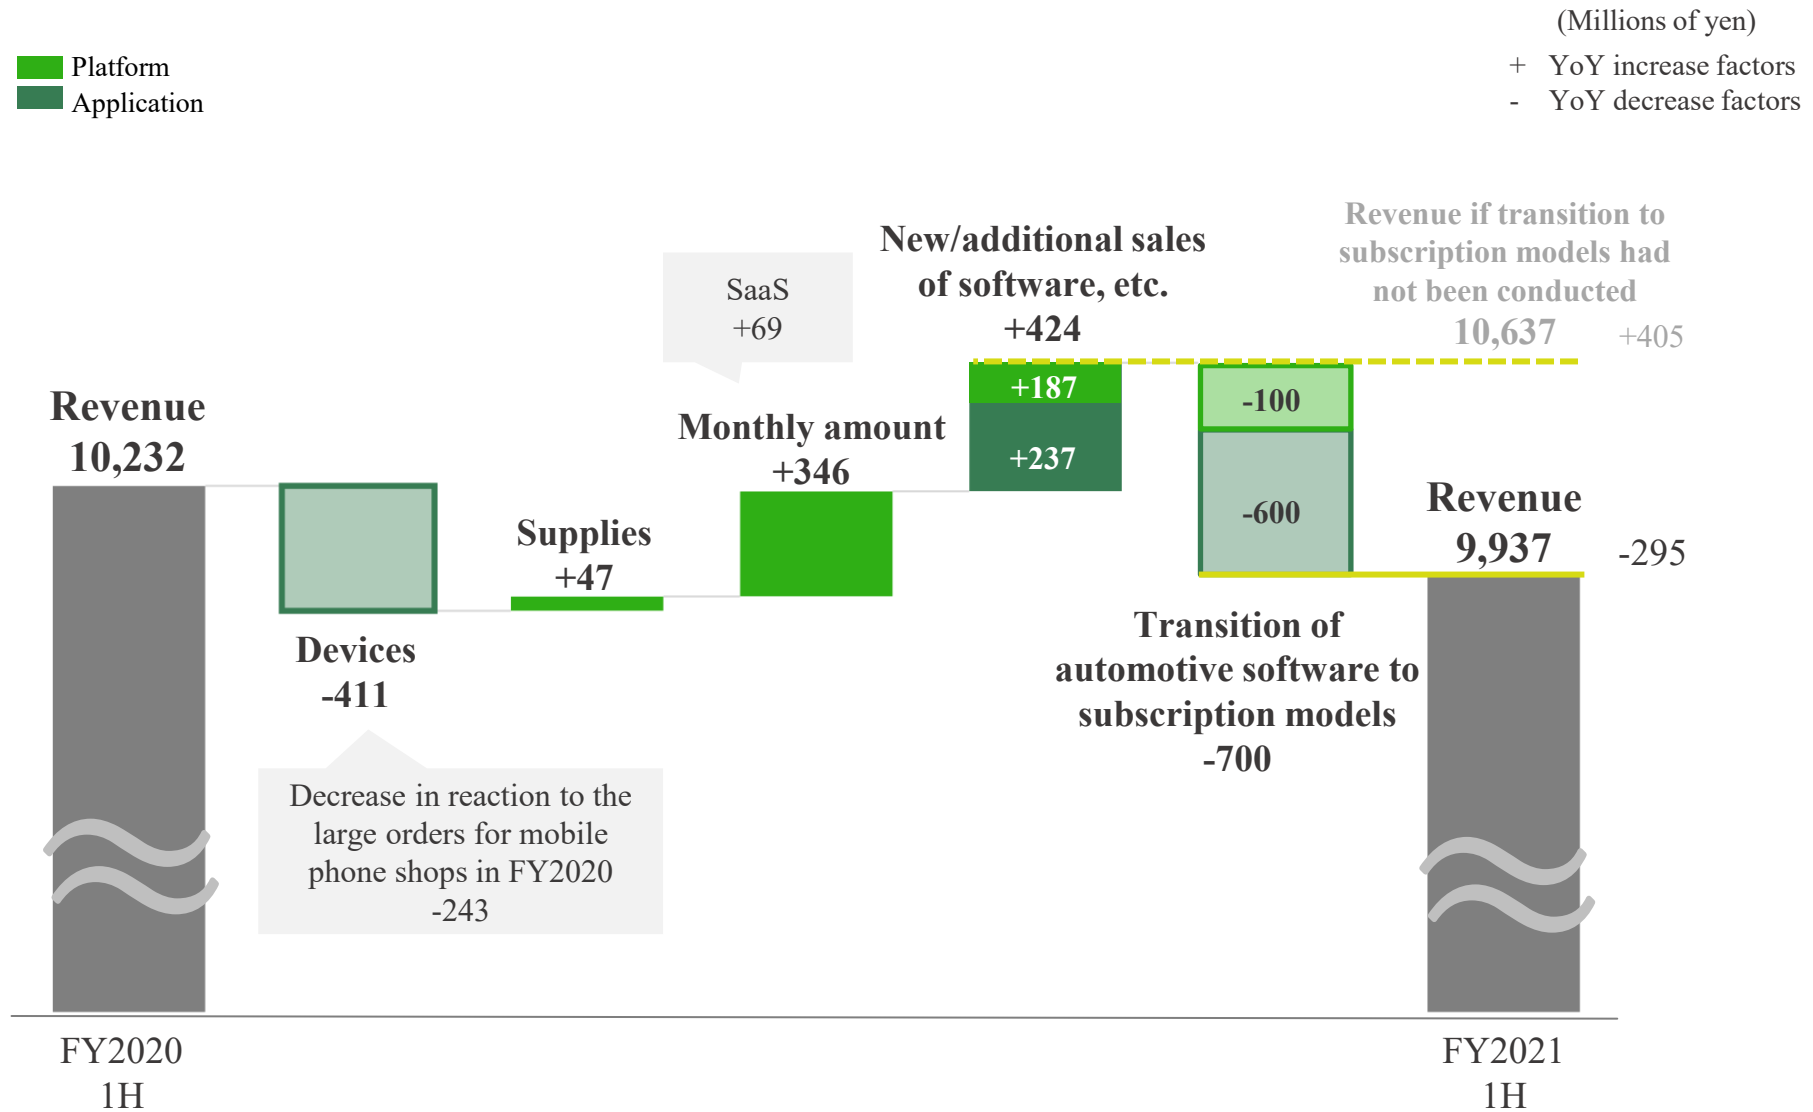 (Millions of yen)
+ YoY increase factors
- YoY decrease factors
Platform
Application
Revenue if transition to
subscription models had
not been conducted
10,637 +405
New/additional sales
of software, etc.
+424
SaaS
+69
+187
+237
-100
-600
Revenue
10,232
Monthly amount
+346
Supplies
+47
Revenue
9,937 -295
Devices
-411
Transition of
automotive software to
subscription models
-700
Decrease in reaction to the
large orders for mobile
phone shops in FY2020
-243
FY2020
1H
FY2021
1H